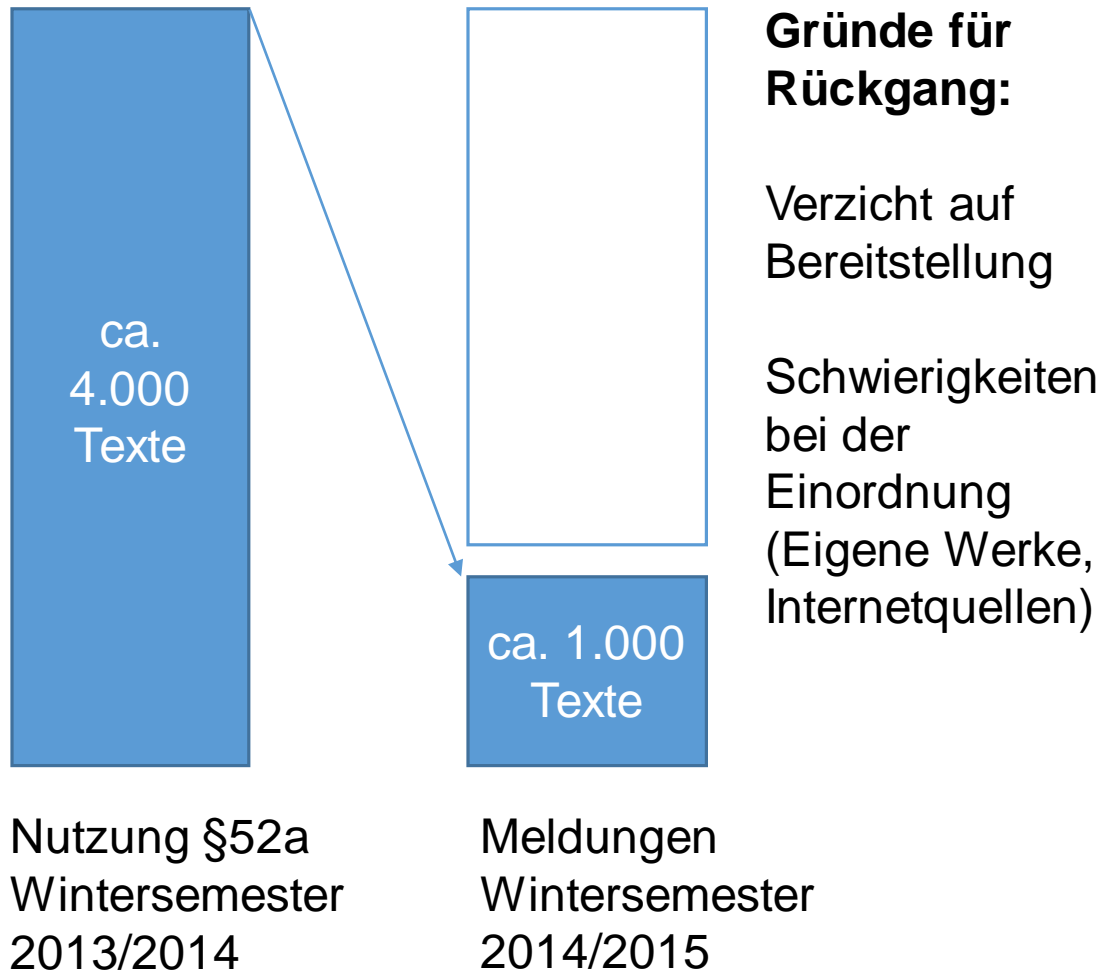 ca.
4.000
Texte
ca. 1.000
Texte
Nutzung §52a
Wintersemester
2013/2014
Meldungen
Wintersemester
2014/2015
Gründe für
Rückgang:
Verzicht auf
Bereitstellung
Schwierigkeiten
bei der
Einordnung
(Eigene Werke,
Internetquellen)